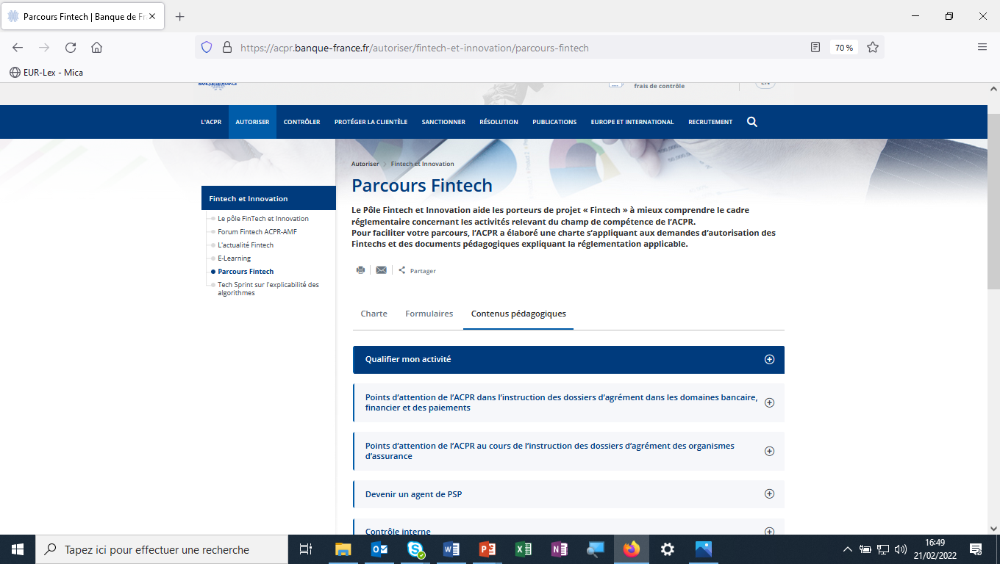 Parcours Fintech | Banque de Fr
https://acpr.banque-france.fr/autoriser/fintech-et-innovation/parcours-fintech
70 %
EUR-Lex - Mica
BANQUE DE FRANCE
frais de contrôle
EN
L'ACPR
AUTORISER
CONTRÔLER
PROTÉGER LA CLIENTÈLE
SANCTIONNER
RÉSOLUTION
PUBLICATIONS
EUROPE ET INTERNATIONAL
RECRUTEMENT
Autoriser
Fintech et Innovation
Parcours Fintech
Le Pôle Fintech et Innovation aide les porteurs de projet « Fintech » à mieux comprendre le cadre
réglementaire concernant les activités relevant du champ de compétence de l’ACPR.
Pour faciliter votre parcours, l’ACPR a élaboré une charte s’appliquant aux demandes d’autorisation des
Fintechs et des documents pédagogiques expliquant la réglementation applicable.
Fintech et Innovation
Le pôle FinTech et Innovation
Forum Fintech ACPR-AMF
L'actualité Fintech
E-Learning
Parcours Fintech
Tech Sprint sur l'explicabilité des
algorithmes
Partager
Charte
Formulaires
Contenus pédagogiques
Qualifier mon activité
Points d’attention de l’ACPR dans l’instruction des dossiers d’agrément dans les domaines bancaire,
financier et des paiements
Points d’attention de l’ACPR au cours de l’instruction des dossiers d’agrément des organismes
d’assurance
Devenir un agent de PSP
Contrôle interne
Tapez ici pour effectuer une recherche
16:49
21/02/2022